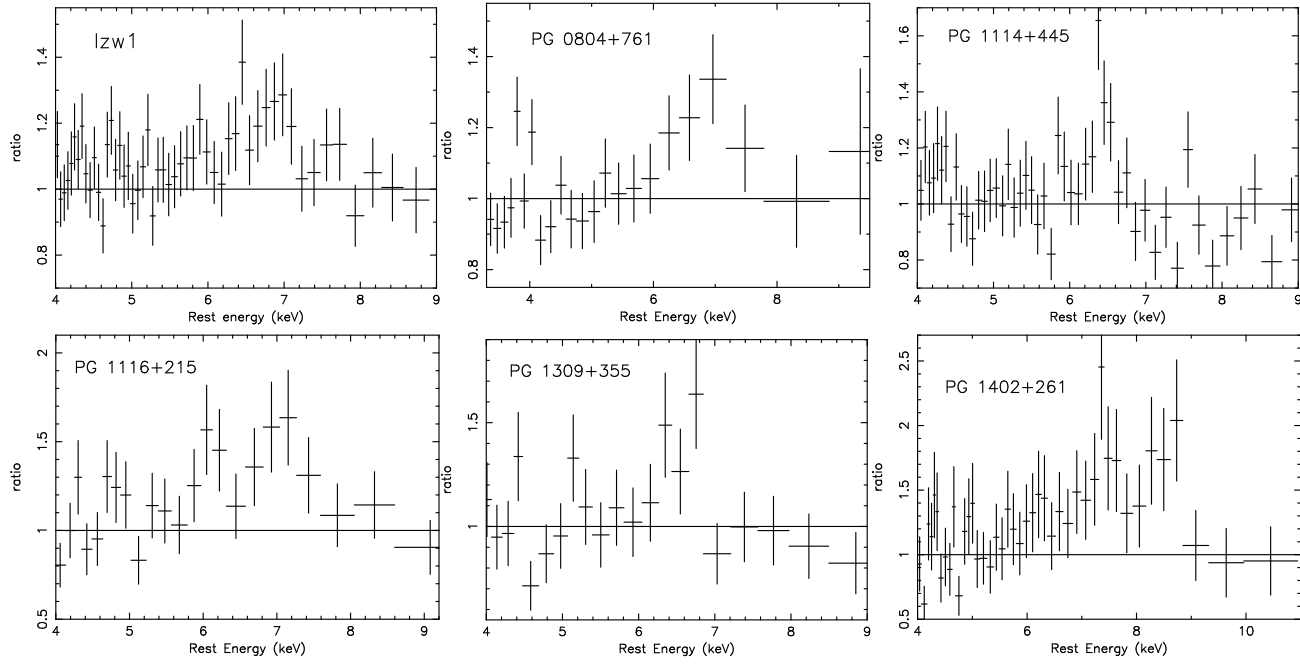 Izw1
ratio
0.8 1 1.2 1.4
4 5 6 7 8 9
Rest energy (keV)
PG 0804+761
ratio
0.8 1 1.2 1.4
4 6 8
Rest Energy (keV)
PG 1114+445
ratio
0.8 1 1.2 1.4 1.6
4 5 6 7 8 9
Rest Energy (keV)
PG 1116+215
ratio
0.5 1 1.5 2
4 5 6 7 8 9
Rest Energy (keV)
PG 1309+355
ratio
1 1.5
4 5 6 7 8 9
Rest Energy (keV)
PG 1402+261
ratio
0.5 1 1.5 2 2.5
4 6 8 10
Rest Energy (keV)